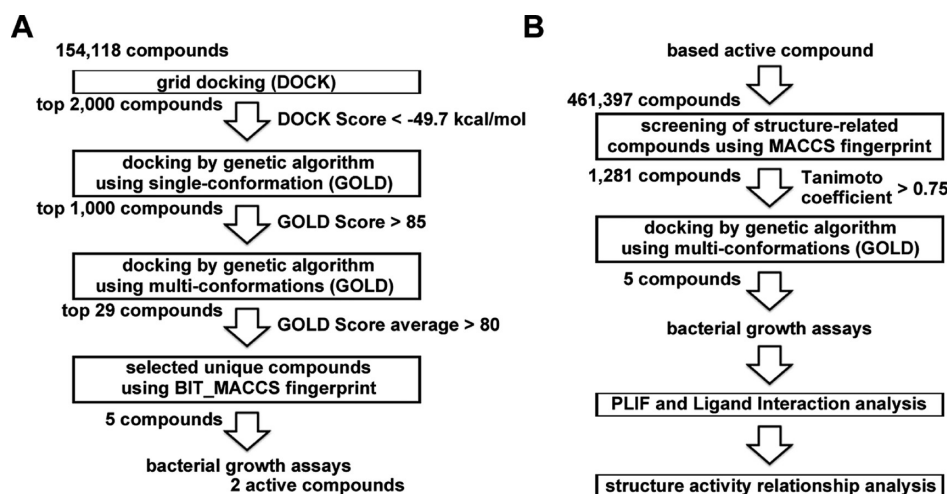 A
154,118 compounds
grid docking (DOCK)
top 2,000 compounds
DOCK Score < -49.7 kcal/mol
docking by genetic algorithm
using single-conformation (GOLD)
top 1,000 compounds
GOLD Score > 85
docking by genetic algorithm
using multi-conformations (GOLD)
top 29 compounds
GOLD Score average > 80
selected unique compounds
using BIT_MACCS fingerprint
5 compounds
bacterial growth assays
2 active compounds
B
based active compound
461,397 compounds
screening of structure-related
compounds using MACCS fingerprint
1,281 compounds
Tanimoto
coefficient > 0.75
docking by genetic algorithm
using multi-conformations (GOLD)
5 compounds
bacterial growth assays
PLIF and Ligand Interaction analysis
structure activity relationship analysis